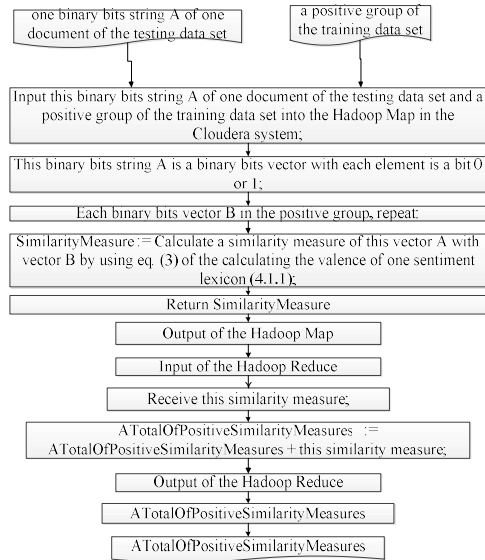 one binary bits string A of one
document of the testing data set
a positive group of
the training data set
Input this binary bits string A of one document of the testing data set and a
positive group of the training data set into the Hadoop Map in the
Cloudera system;
This binary bits string A is a binary bits vector with each element is a bit 0
or 1;
Each binary bits vector B in the positive group, repeat:
SimilarityMeasure := Calculate a similarity measure of this vector A with
vector B by using eq. (3) of the calculating the valence of one sentiment
lexicon (4.1.1);
Return SimilarityMeasure
Output of the Hadoop Map
Input of the Hadoop Reduce
Receive this similarity measure;
ATotalOfPositiveSimilarityMeasures :=
ATotalOfPositiveSimilarityMeasures + this similarity measure;
Output of the Hadoop Reduce
ATotalOfPositiveSimilarityMeasures
ATotalOfPositiveSimilarityMeasures